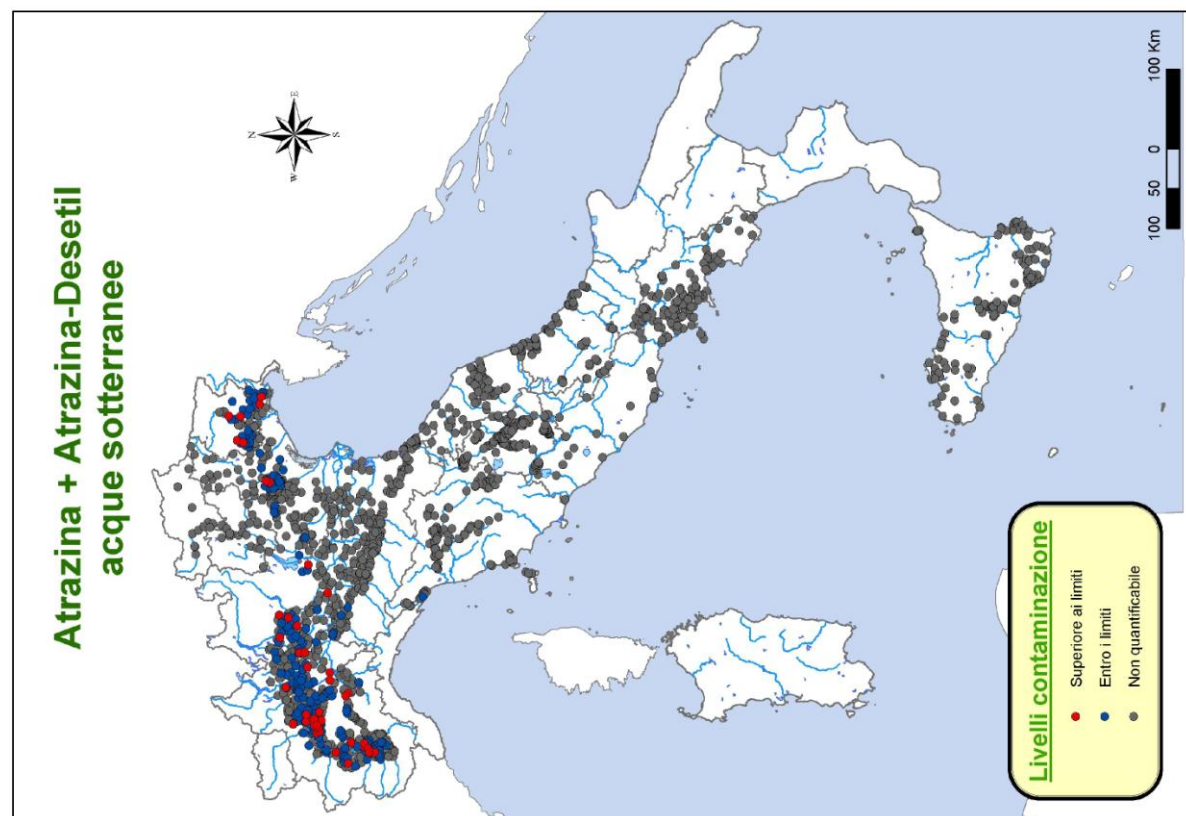 Atrazina + Atrazina-Desetil
acque sotterranee
N
W
E
S
Livelli contaminazione
Superiore ai limiti
Entro i limiti
Non quantificabile
100
50
0
100 Km